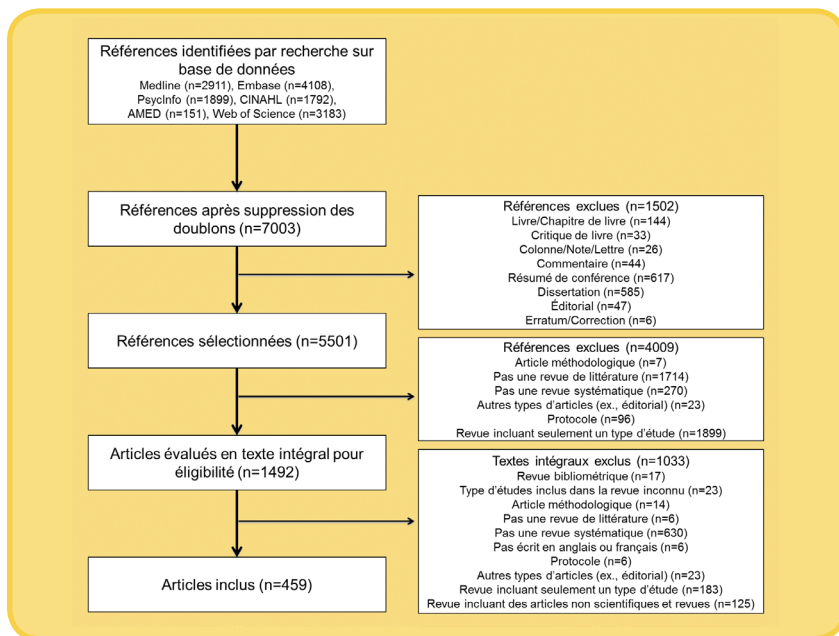 Références identifiées par recherche sur
base de données
Medline (n=2911), Embase (n=4108),
PsycInfo (n=1899), CINAHL (n=1792),
AMED (n=151), Web of Science (n=3183)
Références après suppression des
doublons (n=7003)
Références exclues (n=1502)
Livre/Chapitre de livre (n=144)
Critique de livre (n=33)
Colonne/Note/Lettre (n=26)
Commentaire (n=44)
Résumé de conférence (n=617)
Dissertation (n=585)
Éditorial (n=47)
Erratum/Correction (n=6)
Références sélectionnées (n=5501)
Références exclues (n=4009)
Article méthodologique (n=7)
Pas une revue de littérature (n=1714)
Pas une revue systématique (n=270)
Autres types d'articles (ex., éditorial) (n=23)
Protocole (n=96)
Revue incluant seulement un type d'étude (n=1899)
Articles évalués en texte intégral pour
éligibilité (n=1492)
Textes intégraux exclus (n=1033)
Revue bibliométrique (n=17)
Type d'études inclus dans la revue inconnu (n=23)
Article méthodologique (n=14)
Pas une revue de littérature (n=6)
Pas une revue systématique (n=630)
Pas écrit en anglais ou français (n=6)
Protocole (n=6)
Autres types d'articles (ex., éditorial) (n=23)
Revue incluant seulement un type d'étude (n=183)
Revue incluant des articles non scientifiques et revues (n=125)
Articles inclus (n=459)